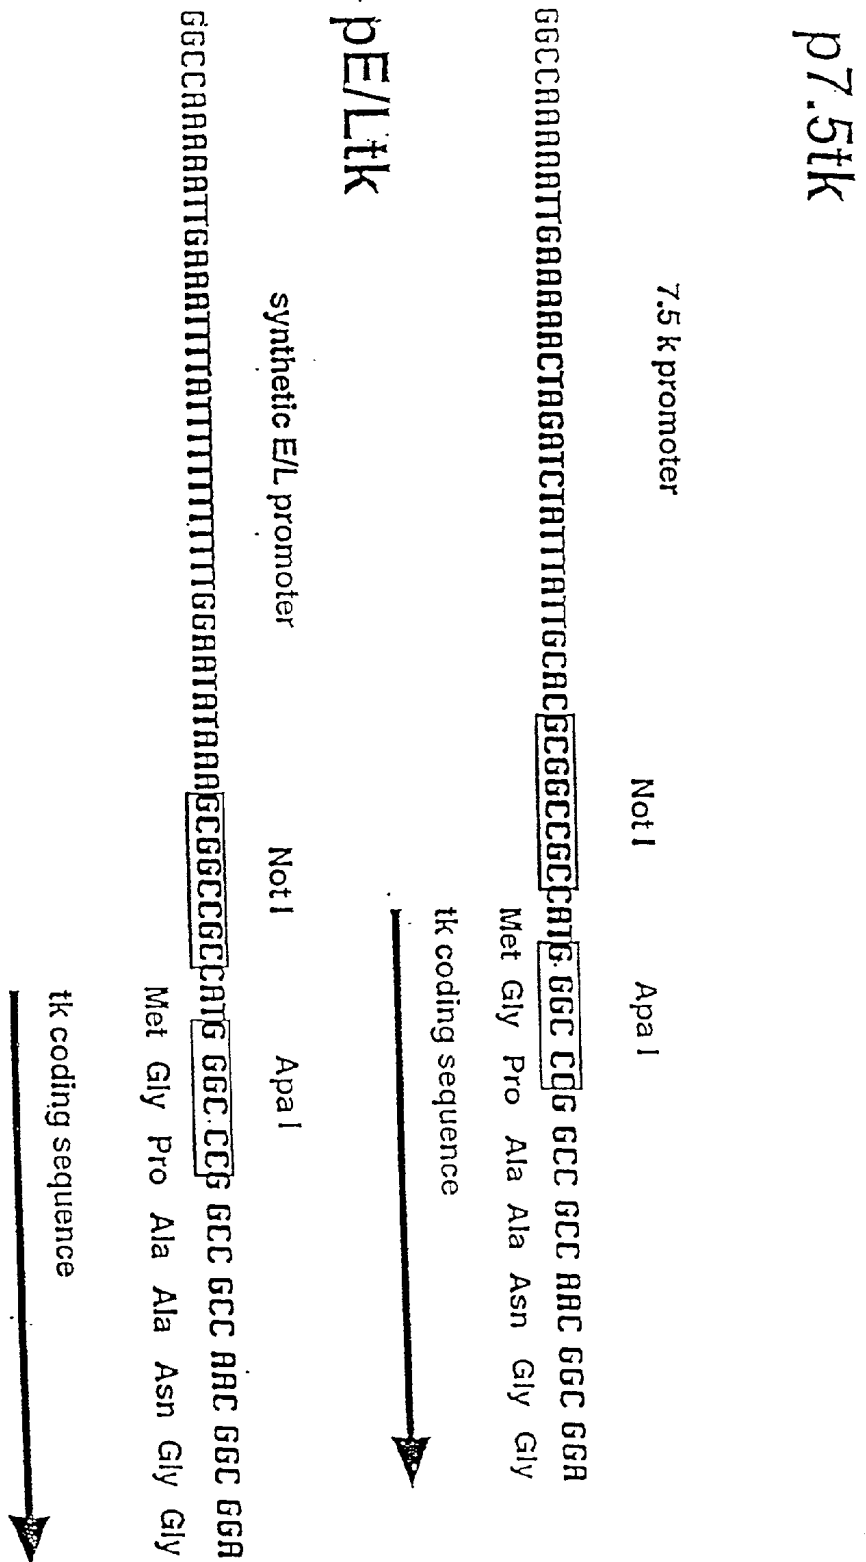 p7.5tk
7.5 k promoter Not I Apa I
GGCCAAAAATTGAAAAACTAGATCTATTTATTGCACGCGGCCGCCATG GGC CCG GCC GCC AAC GGC GGA
Met Gly Pro Ala Ala Asn Gly Gly
tk coding sequence
pE/Ltk
synthetic E/L promoter Not I Apa I
GGCCAAAAATTGAAATTTTATTTTTTTTTTTTGGAATATAAAGCGGCCGCCATG GGC CCG GCC GCC AAC GGC GGA
Met Gly Pro Ala Ala Asn Gly Gly
tk coding sequence